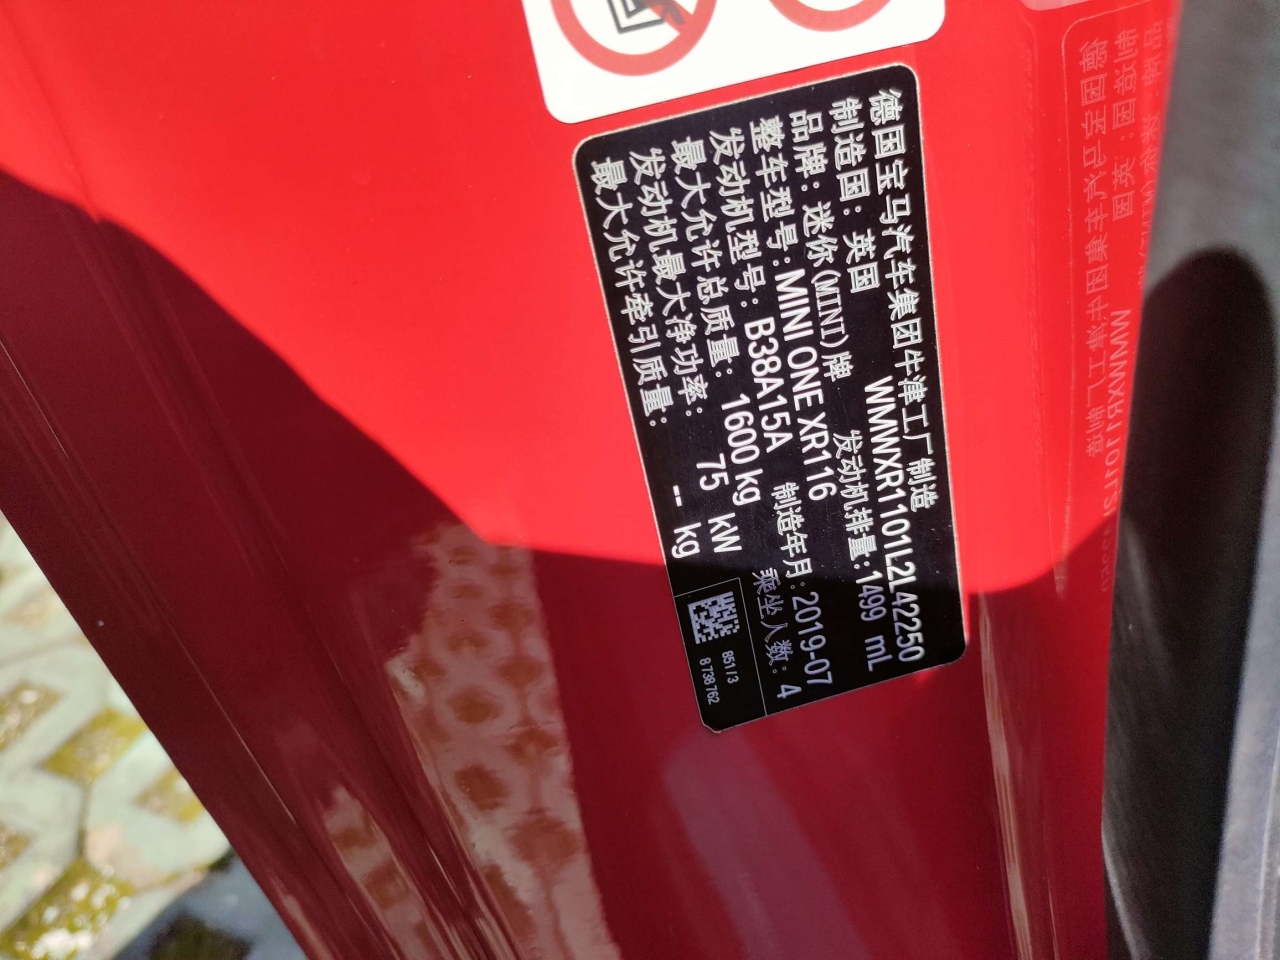 德国宝马汽车集团牛津工厂制造
制造国: 英国 WMWXR1101L2L42250
品牌: 迷你(MINI)牌 发动机排量:1499 mL
整车型号: MINI ONE XR116
发动机型号: B38A15A 制造年月: 2019-07
最大允许总质量: 1600 kg 乘坐人数: 4
发动机最大净功率: 75 kW
最大允许牵引质量: -- kg
851/3
8 738 762